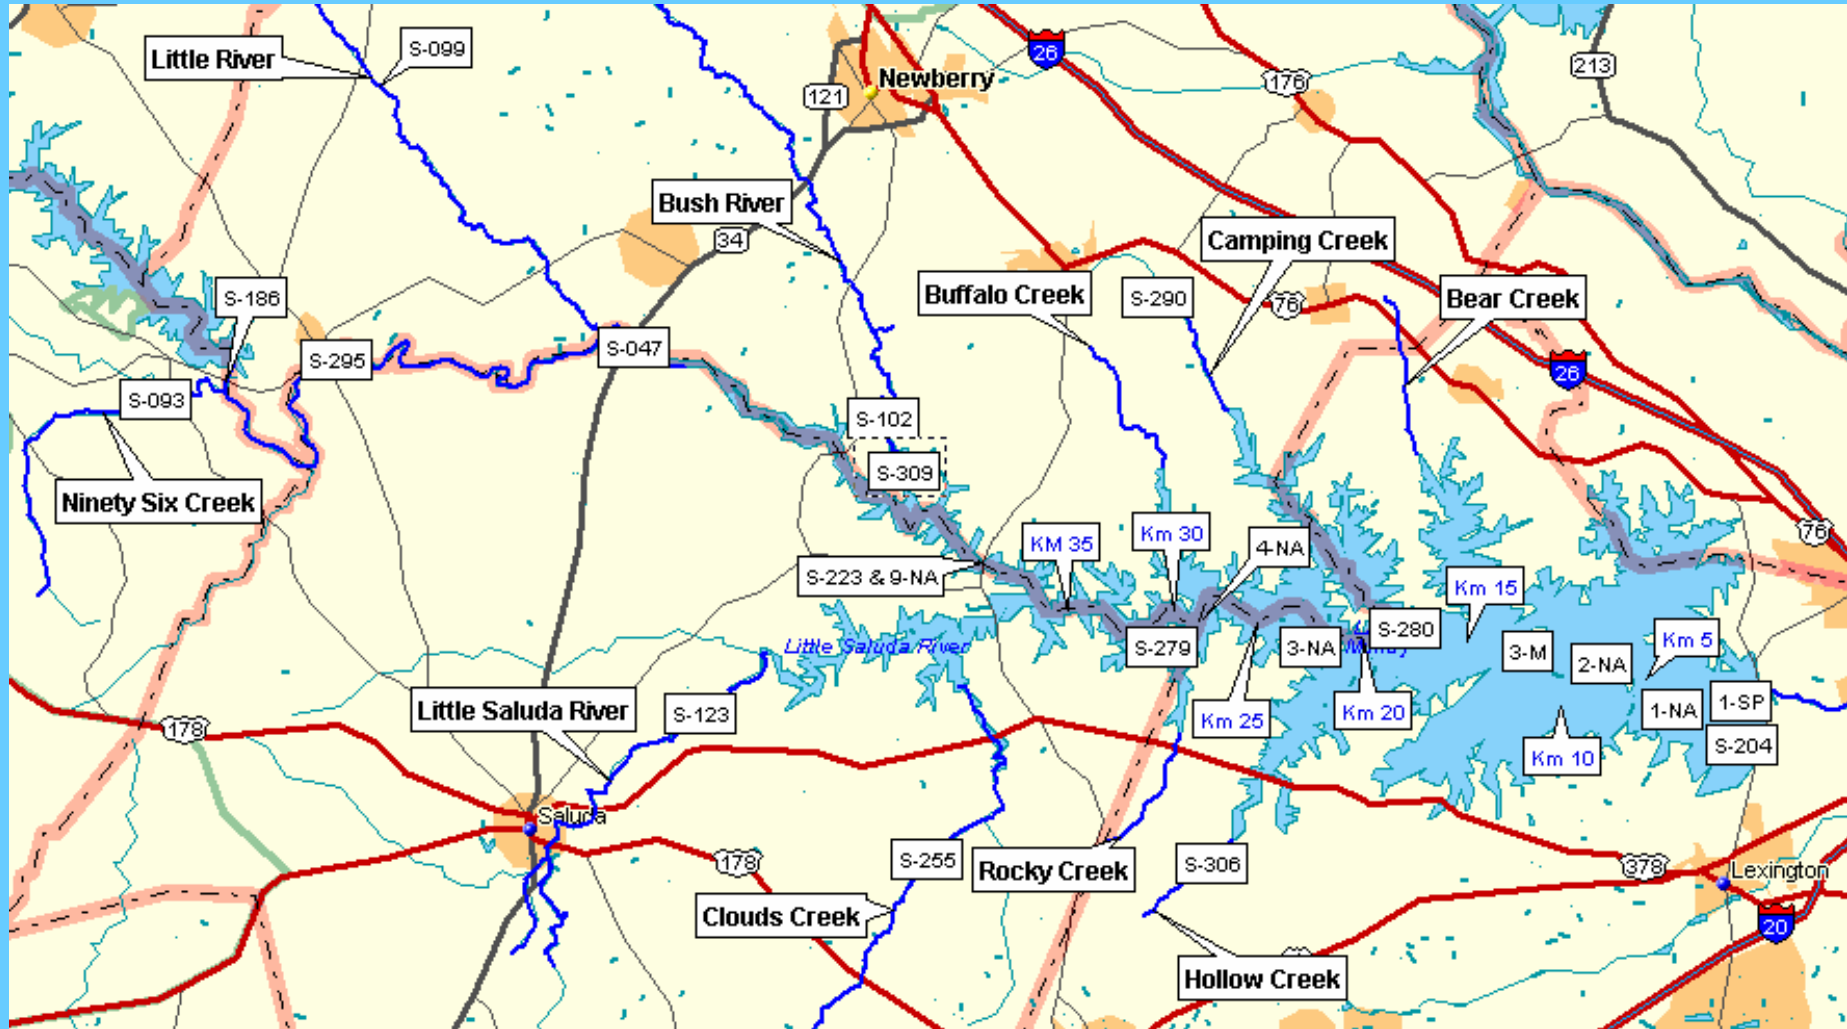 Little River
S-099
26
213
176
Newberry
121
Bush River
34
Camping Creek
S-186
Buffalo Creek
S-290
76
Bear Creek
S-295
S-047
26
S-093
S-102
S-309
Ninety Six Creek
KM 35
Km 30
4-NA
76
S-223 & 9-NA
Km 15
Little Saluda River
S-279
3-NA
S-280
3-M
2-NA
Km 5
Little Saluda River
S-123
Km 25
Km 20
1-NA
1-SP
178
Km 10
S-204
Saluda
178
S-255
Rocky Creek
S-306
378
Lexington
Clouds Creek
20
Hollow Creek